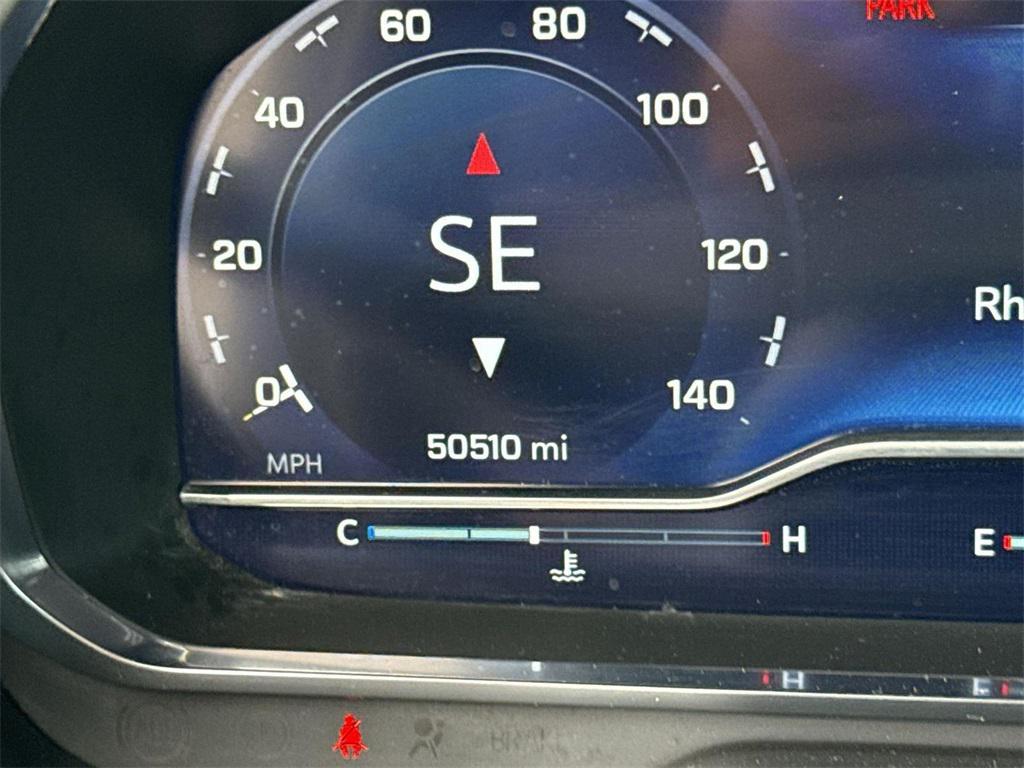 PARK
60 80
40 100
SE
20 120
Rh
0 140
50510 mi
MPH
C H E
H E
BRAKE